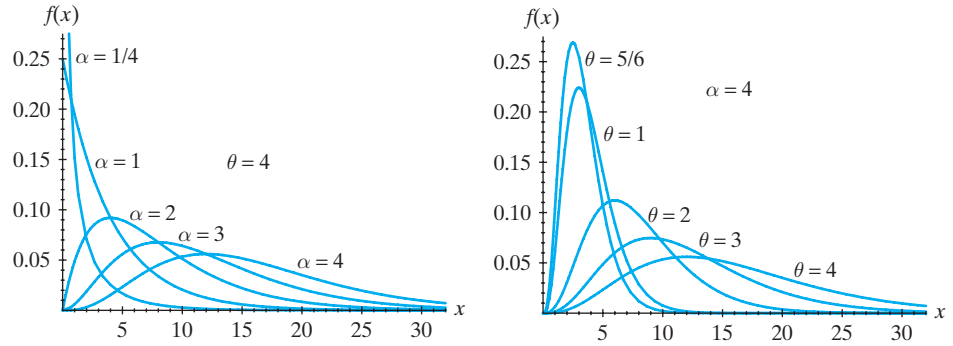 f(x)
0.25
0.20
0.15
0.10
0.05
α = 1/4
α = 1
θ = 4
α = 2
α = 3
α = 4
5 10 15 20 25 30 x
f(x)
0.25
0.20
0.15
0.10
0.05
θ = 5/6
α = 4
θ = 1
θ = 2
θ = 3
θ = 4
5 10 15 20 25 30 x